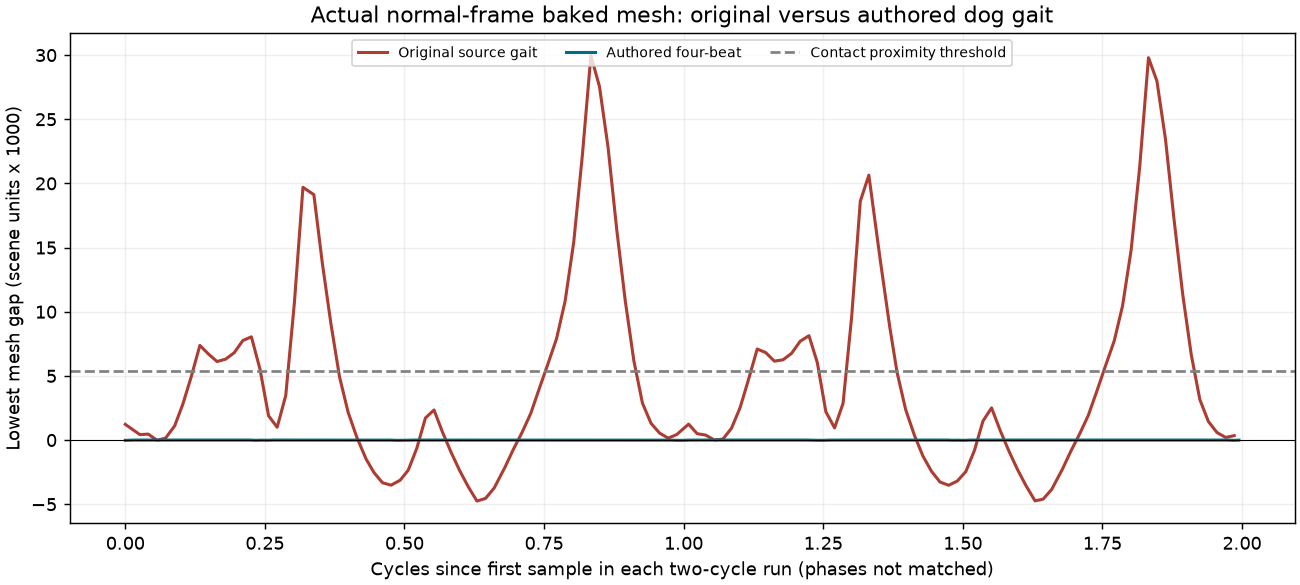 Actual normal-frame baked mesh: original versus authored dog gait
Original source gait
Authored four-beat
Contact proximity threshold
Lowest mesh gap (scene units x 1000)
30
25
20
15
10
5
0
−5
0.00
0.25
0.50
0.75
1.00
1.25
1.50
1.75
2.00
Cycles since first sample in each two-cycle run (phases not matched)